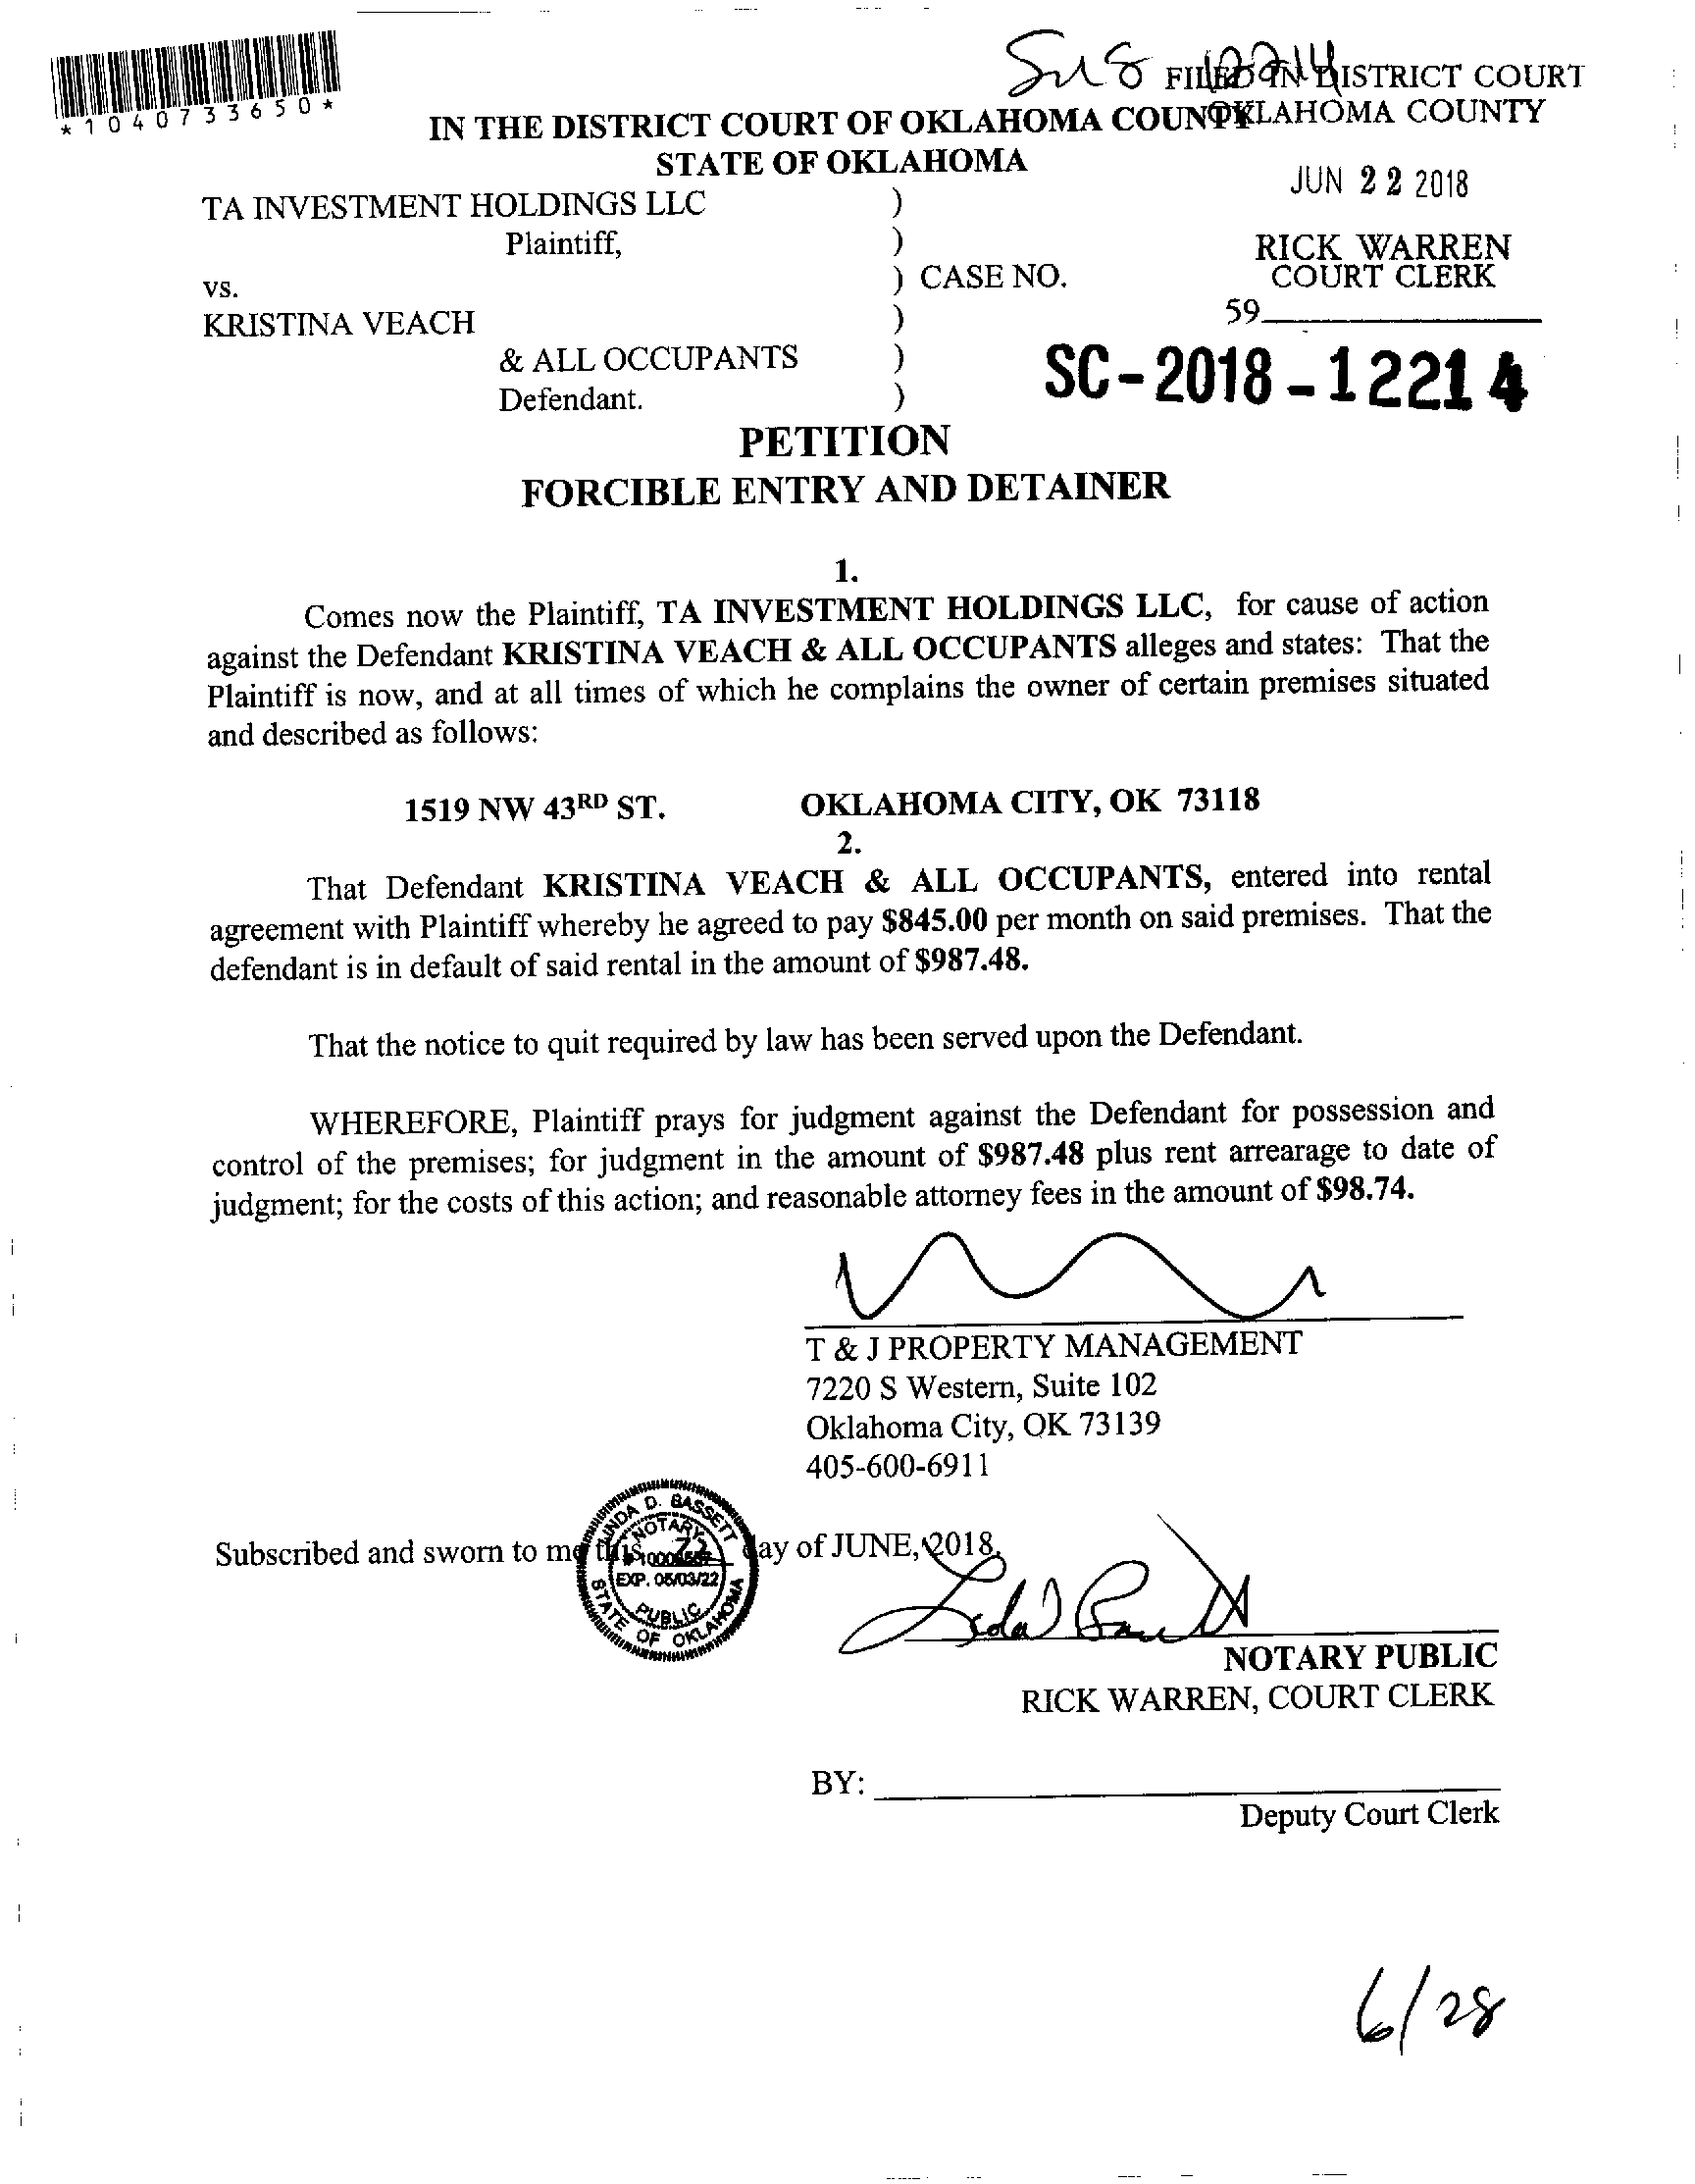 *1040733650*
SM 18 12214
FILED IN DISTRICT COURT
OKLAHOMA COUNTY
IN THE DISTRICT COURT OF OKLAHOMA COUNTY
STATE OF OKLAHOMA
JUN 22 2018
TA INVESTMENT HOLDINGS LLC )
Plaintiff, )
RICK WARREN
COURT CLERK
vs. ) CASE NO.
59
KRISTINA VEACH )
& ALL OCCUPANTS )
SC-2018-12214
Defendant. )
PETITION
FORCIBLE ENTRY AND DETAINER
1.
Comes now the Plaintiff, TA INVESTMENT HOLDINGS LLC, for cause of action
against the Defendant KRISTINA VEACH & ALL OCCUPANTS alleges and states: That the
Plaintiff is now, and at all times of which he complains the owner of certain premises situated
and described as follows:
1519 NW 43RD ST. OKLAHOMA CITY, OK 73118
2.
That Defendant KRISTINA VEACH & ALL OCCUPANTS, entered into rental
agreement with Plaintiff whereby he agreed to pay $845.00 per month on said premises. That the
defendant is in default of said rental in the amount of $987.48.
That the notice to quit required by law has been served upon the Defendant.
WHEREFORE, Plaintiff prays for judgment against the Defendant for possession and
control of the premises; for judgment in the amount of $987.48 plus rent arrearage to date of
judgment; for the costs of this action; and reasonable attorney fees in the amount of $98.74.
T & J PROPERTY MANAGEMENT
7220 S Western, Suite 102
Oklahoma City, OK 73139
405-600-6911
Subscribed and sworn to me this 22 day of JUNE, 2018.
LINDA D. BASSETT
NOTARY
EXP. 05/03/22
PUBLIC
STATE OF OKLAHOMA
NOTARY PUBLIC
RICK WARREN, COURT CLERK
BY:
Deputy Court Clerk
6/28